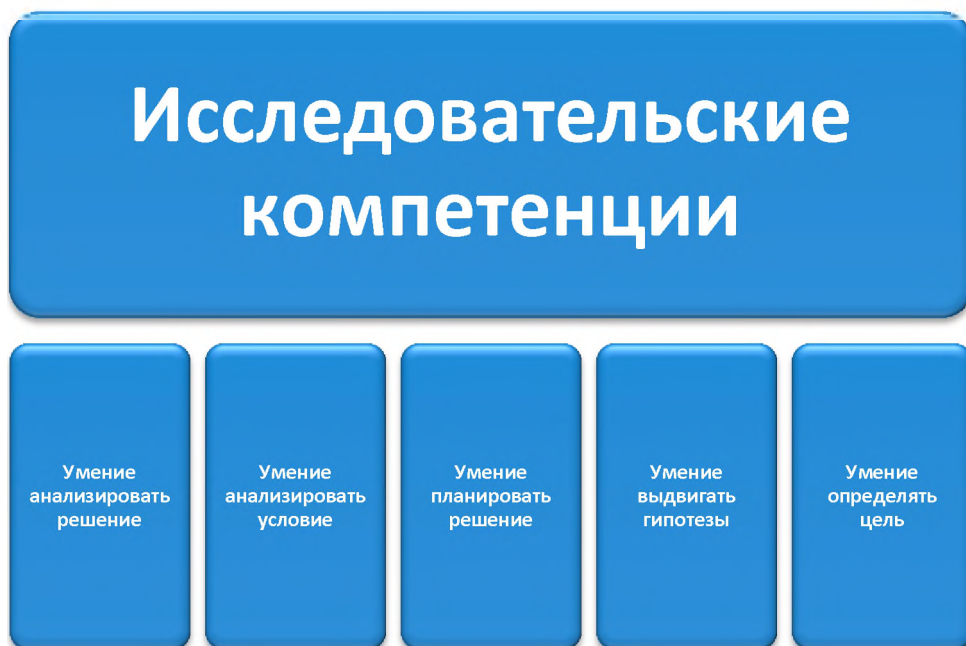 Исследовательские
компетенции
Умение
анализировать
решение
Умение
анализировать
условие
Умение
планировать
решение
Умение
выдвигать
гипотезы
Умение
определять
цель